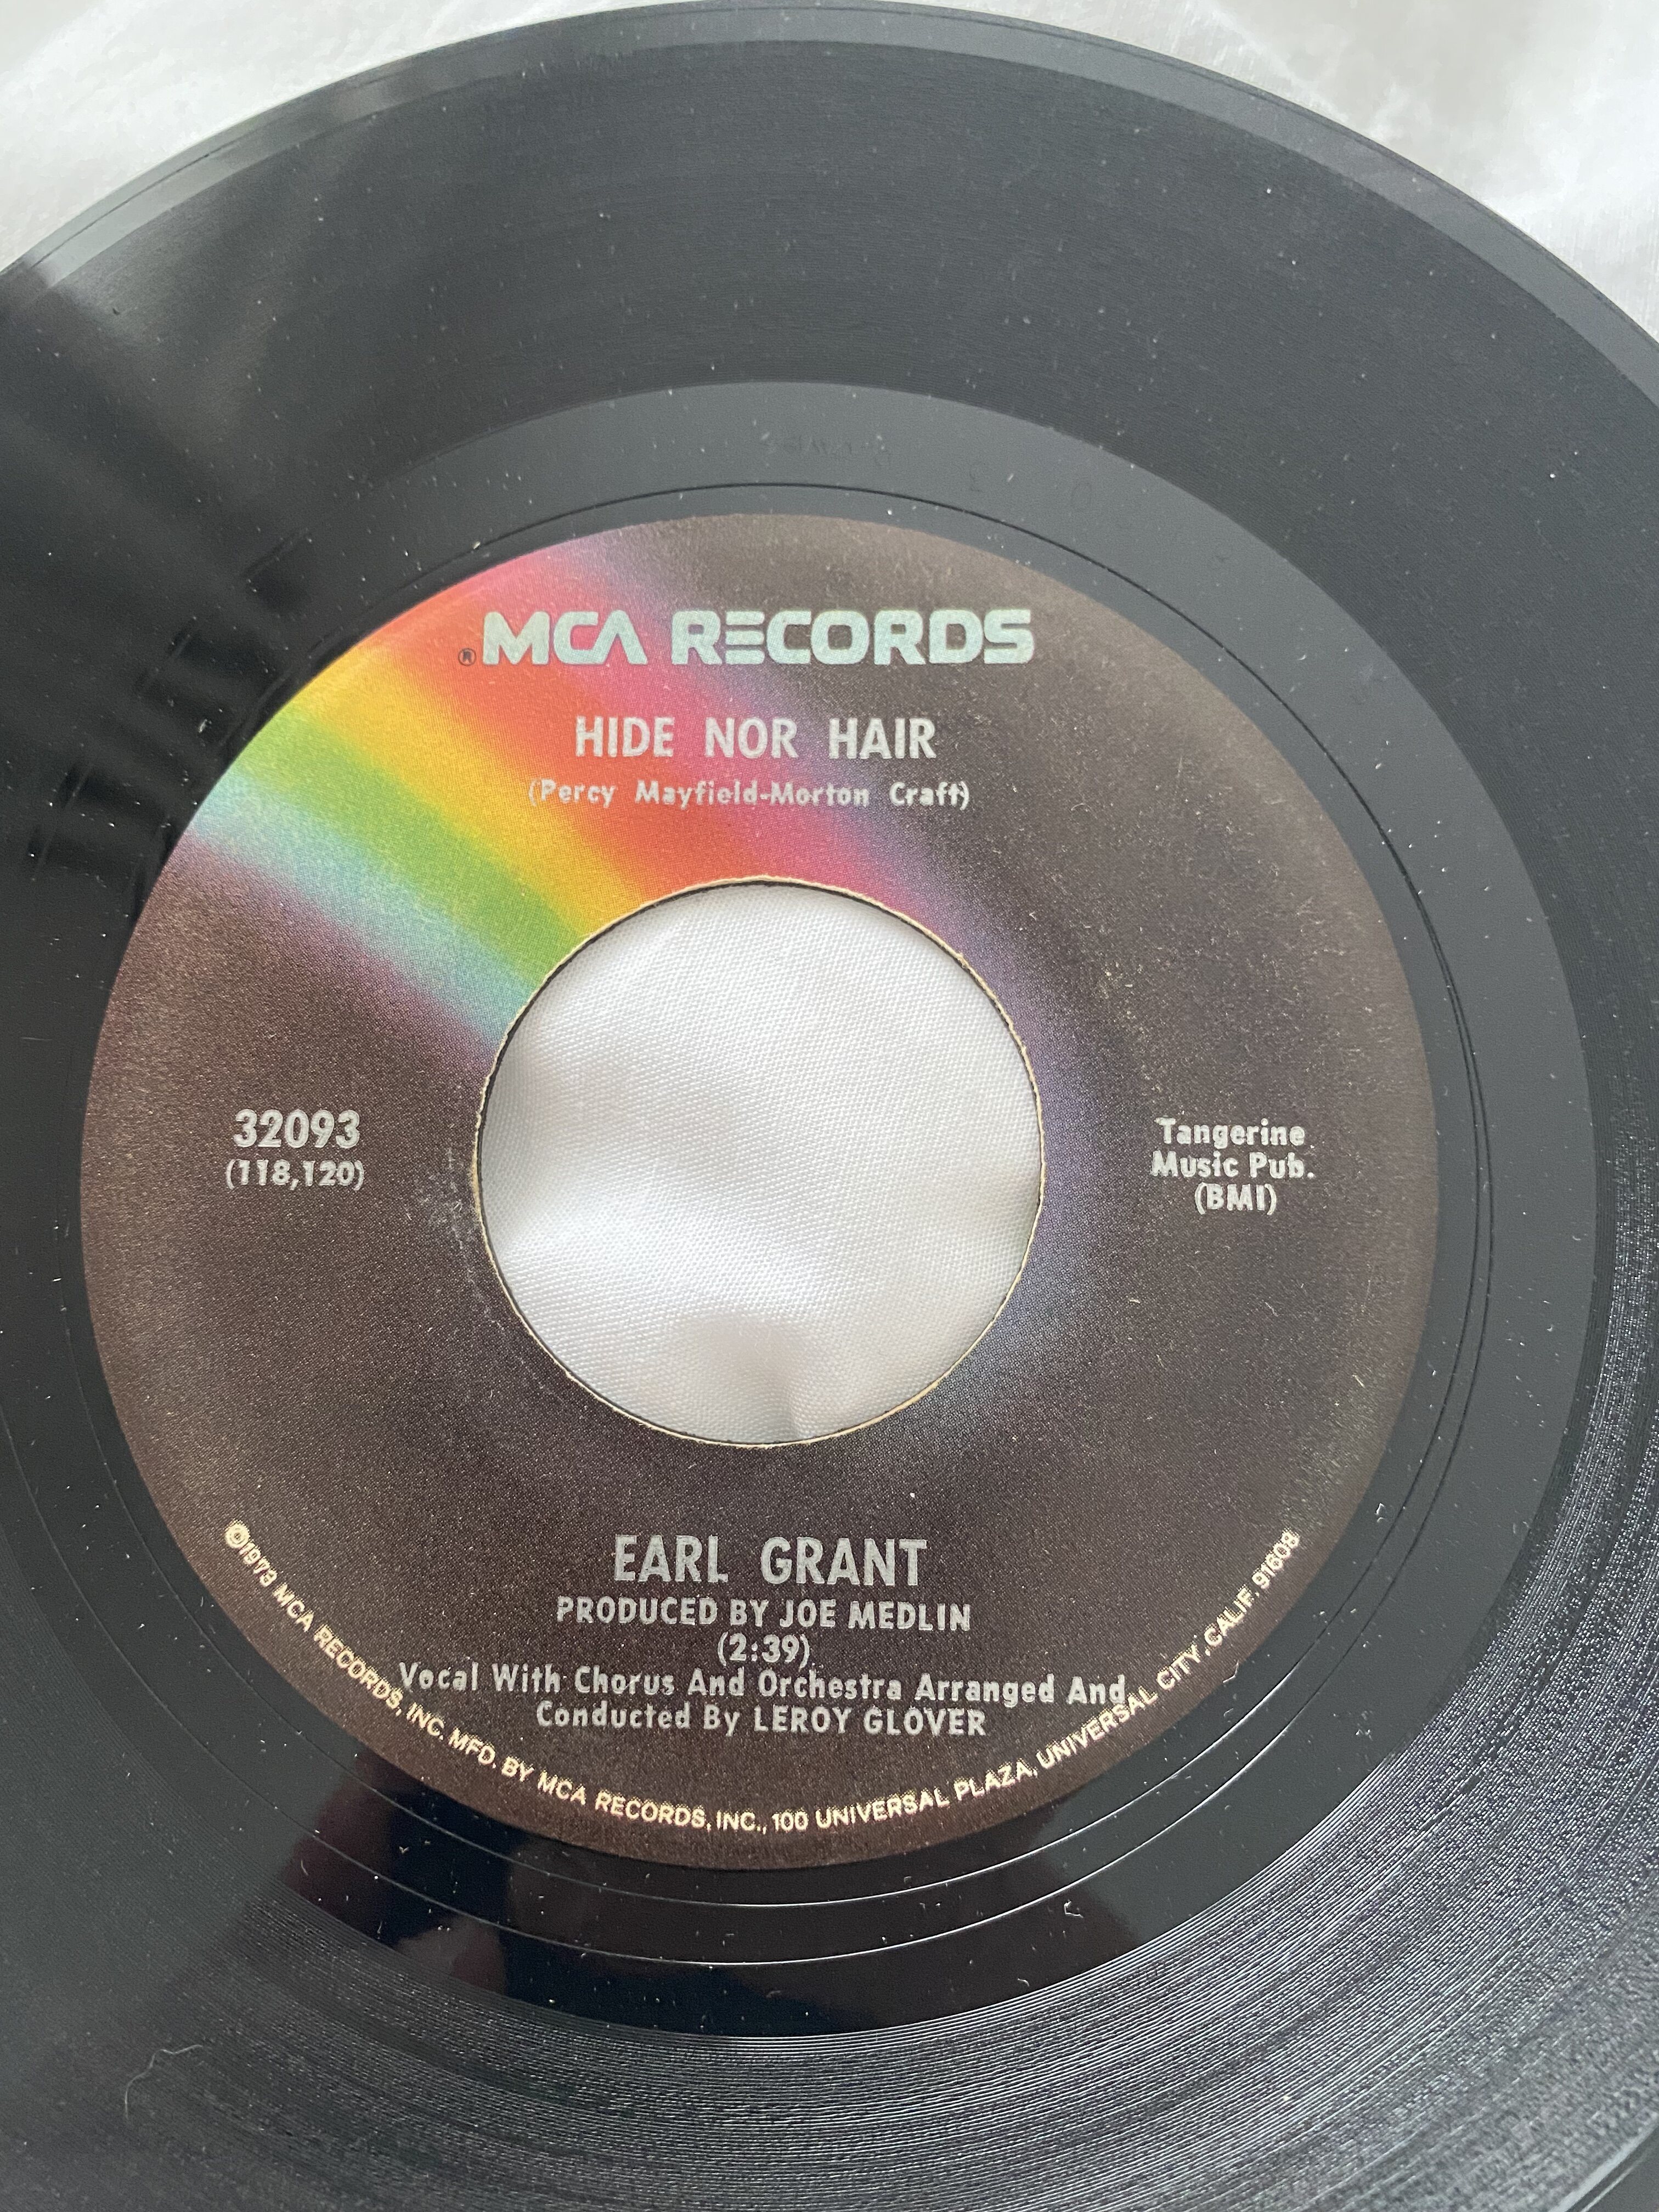 ® MCA RECORDS
HIDE NOR HAIR
(Percy Mayfield-Morton Craft)
32093
(118,120)
Tangerine
Music Pub.
(BMI)
EARL GRANT
PRODUCED BY JOE MEDLIN
(2:39)
Vocal With Chorus And Orchestra Arranged And
Conducted By LEROY GLOVER
©1973 MCA RECORDS, INC. MFD. BY MCA RECORDS, INC., 100 UNIVERSAL PLAZA, UNIVERSAL CITY, CALIF. 91608